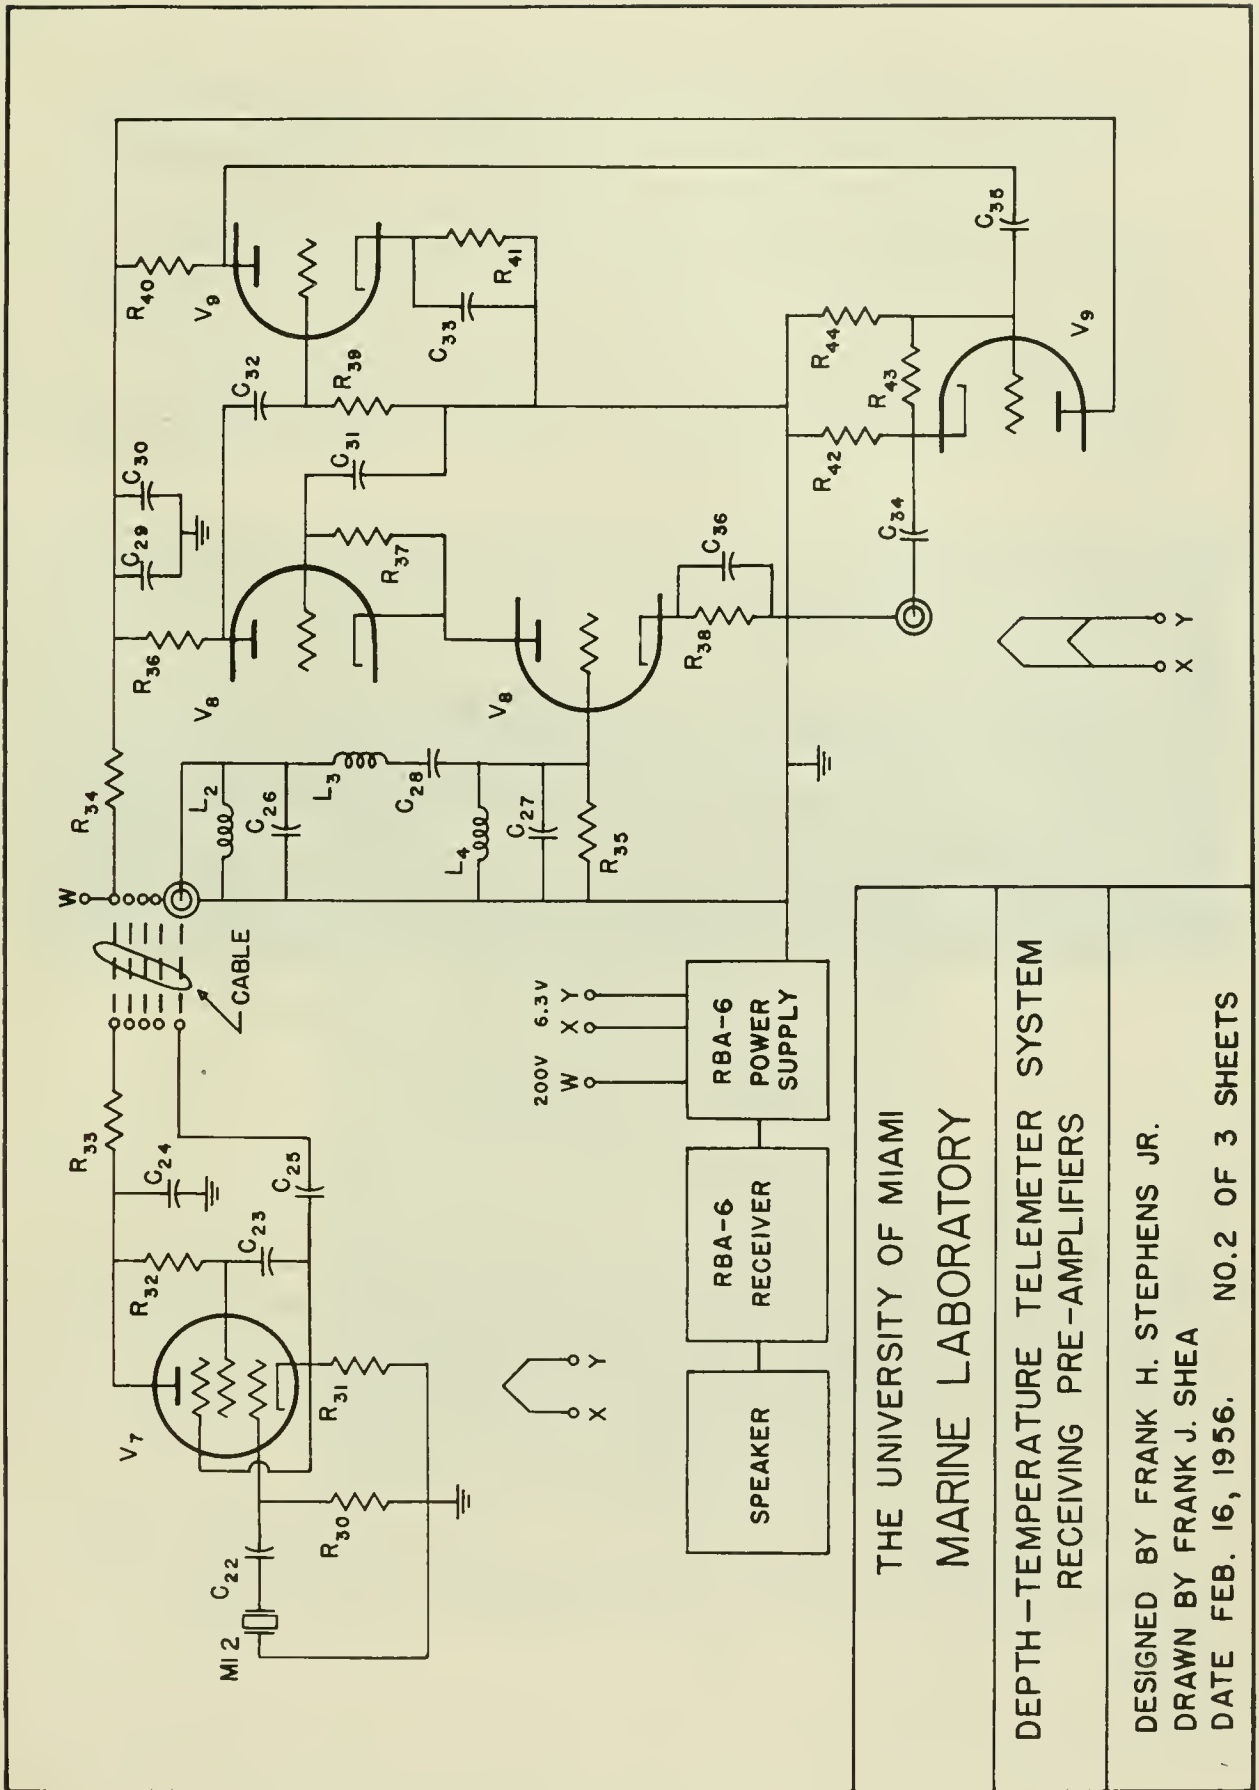 R33
W
R34
CABLE
R32
C24
C23
C25
V7
R31
R30
C22
MI 2
X Y
L2
C26
L3
C28
L4
C27
R35
R36
C29
C30
V8
C32
R40
V9
R39
C31
R37
C33
R41
V8
R38
C36
R42
R44
R43
C34
C35
V9
X Y
200V 6.3V
W X Y
SPEAKER
RBA-6
RECEIVER
RBA-6
POWER
SUPPLY
THE UNIVERSITY OF MIAMI
MARINE LABORATORY
DEPTH-TEMPERATURE TELEMETER SYSTEM
RECEIVING PRE-AMPLIFIERS
DESIGNED BY FRANK H. STEPHENS JR.
DRAWN BY FRANK J. SHEA
DATE FEB. 16, 1956. NO.2 OF 3 SHEETS